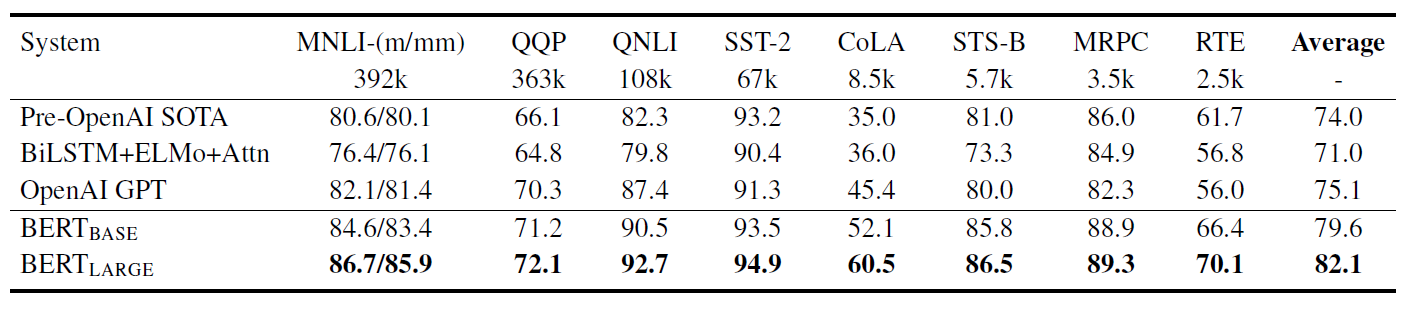 System MNLI-(m/mm) QQP QNLI SST-2 CoLA STS-B MRPC RTE Average
392k 363k 108k 67k 8.5k 5.7k 3.5k 2.5k -
Pre-OpenAI SOTA 80.6/80.1 66.1 82.3 93.2 35.0 81.0 86.0 61.7 74.0
BiLSTM+ELMo+Attn 76.4/76.1 64.8 79.8 90.4 36.0 73.3 84.9 56.8 71.0
OpenAI GPT 82.1/81.4 70.3 87.4 91.3 45.4 80.0 82.3 56.0 75.1
BERTBASE 84.6/83.4 71.2 90.5 93.5 52.1 85.8 88.9 66.4 79.6
BERTLARGE 86.7/85.9 72.1 92.7 94.9 60.5 86.5 89.3 70.1 82.1